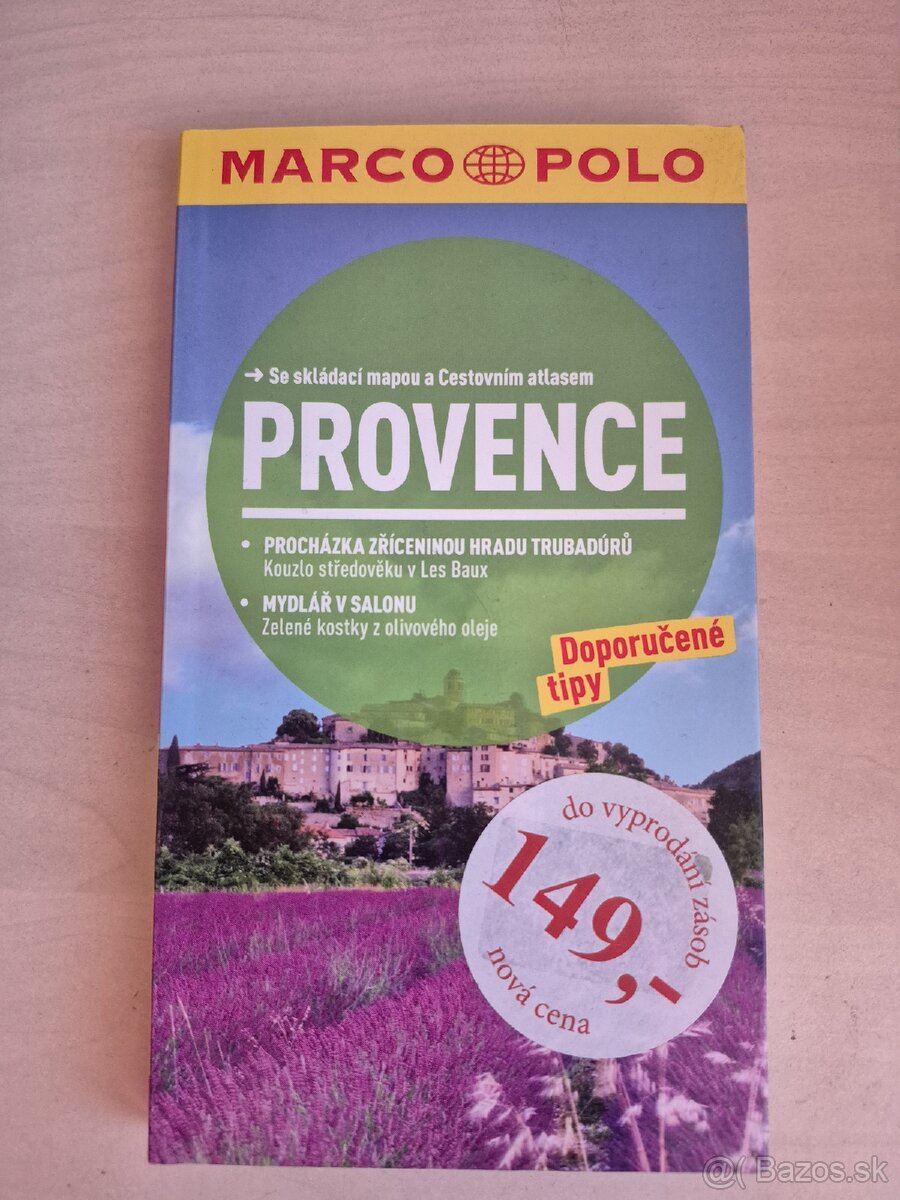 MARCO POLO
→ Se skládací mapou a Cestovním atlasem
PROVENCE
• PROCHÁZKA ZŘÍCENINOU HRADU TRUBADÚRŮ
Kouzlo středověku v Les Baux
• MYDLÁŘ V SALONU
Zelené kostky z olivového oleje
Doporučené
tipy
do vyprodání zásob
149,-
nová cena
@( Bazos.sk